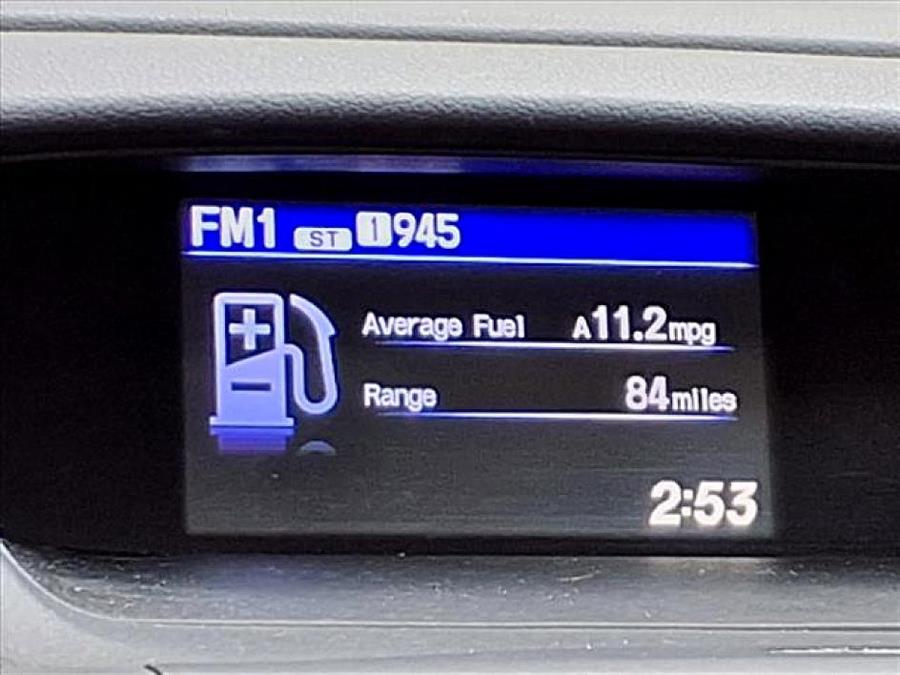 FM1 ST 1 945
Average Fuel A11.2mpg
Range 84miles
2:53